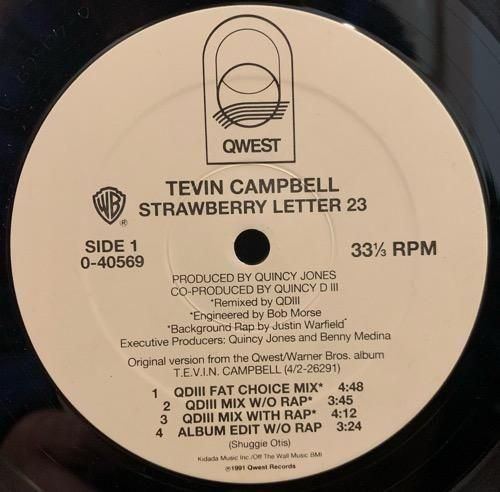 QWEST
TEVIN CAMPBELL
STRAWBERRY LETTER 23
WB
®
SIDE 1
0-40569
33⅓ RPM
PRODUCED BY QUINCY JONES
CO-PRODUCED BY QUINCY D III
*Remixed by QDIII
*Engineered by Bob Morse
*Background Rap by Justin Warfield*
Executive Producers: Quincy Jones and Benny Medina
Original version from the Qwest/Warner Bros. album
T.E.V.I.N. CAMPBELL (4/2-26291)
1 QDIII FAT CHOICE MIX* 4:48
2 QDIII MIX W/O RAP* 3:45
3 QDIII MIX WITH RAP* 4:12
4 ALBUM EDIT W/O RAP 3:24
(Shuggie Otis)
Kidada Music Inc./Off The Wall Music BMI
℗1991 Qwest Records